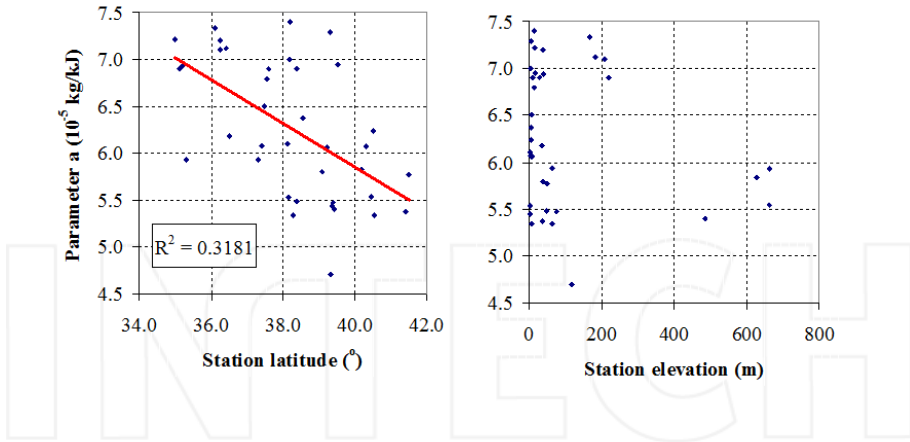 7.5
7.0
6.5
6.0
5.5
5.0
4.5
Parameter a (10⁻⁵ kg/kJ)
R² = 0.3181
34.0 36.0 38.0 40.0 42.0
Station latitude (°)
7.5
7.0
6.5
6.0
5.5
5.0
4.5
0 200 400 600 800
Station elevation (m)
INTECH